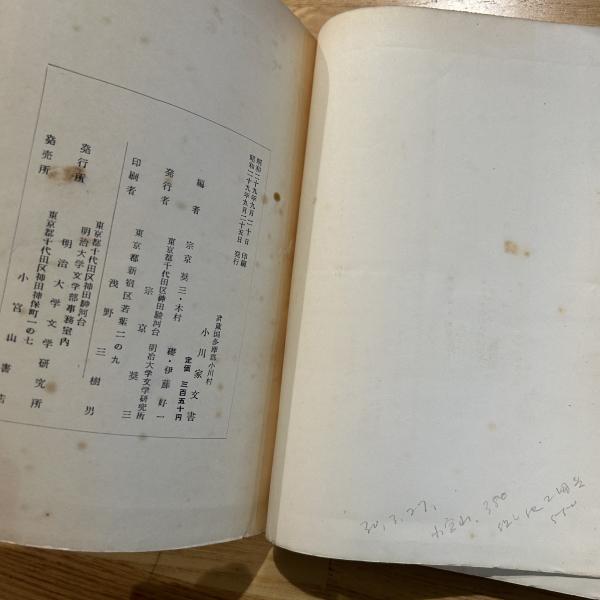 昭和二十九年九月二十日 印刷
昭和二十九年九月二十五日 発行
武蔵国多摩郡小川村
小川家文書
定価 三百五十円
編者 宗京奨三・木村 礎・伊藤好一
東京都千代田区神田駿河台
明治大学文学研究所
発行者 宗京奨三
東京都新宿区若葉二の九
印刷者 浅野三樹男
東京都千代田区神田駿河台
明治大学文学部事務室内
発行所 明治大学文学研究所
東京都千代田区神田神保町一の七
発売所 小宮山書店
30, 3, 27,
小宮山. 350